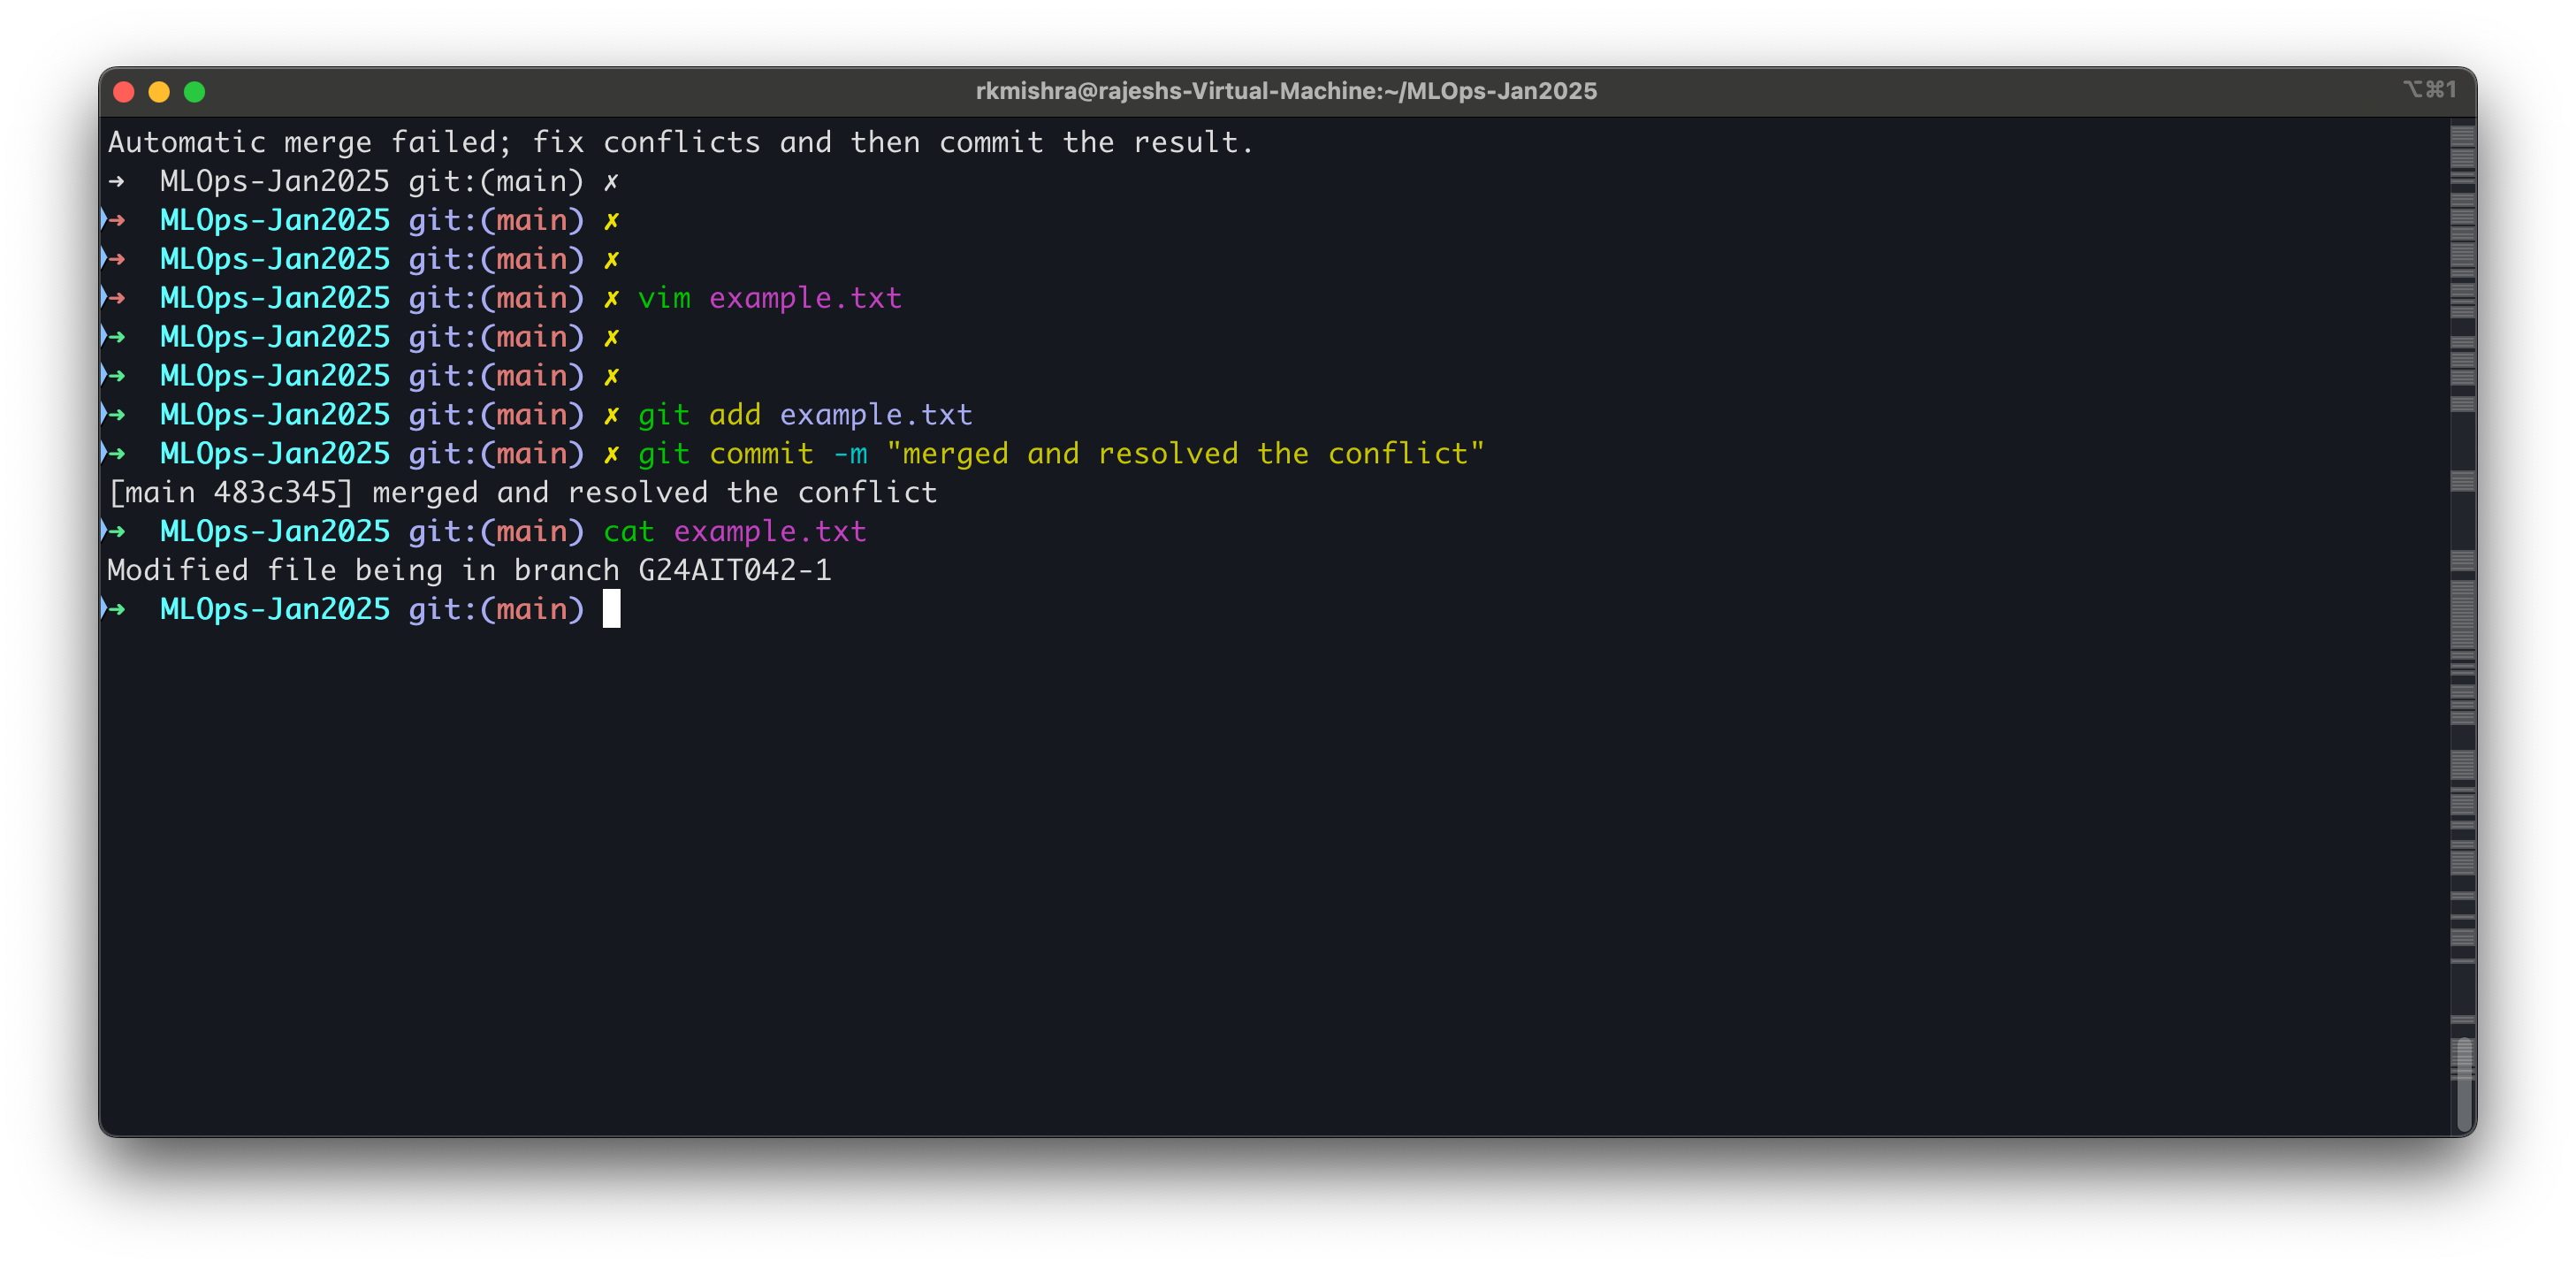 rkmishra@rajeshs-Virtual-Machine:~/MLOps-Jan2025
⌥⌘1
Automatic merge failed; fix conflicts and then commit the result.
➜  MLOps-Jan2025 git:(main) ✗
➜  MLOps-Jan2025 git:(main) ✗
➜  MLOps-Jan2025 git:(main) ✗
➜  MLOps-Jan2025 git:(main) ✗ vim example.txt
➜  MLOps-Jan2025 git:(main) ✗
➜  MLOps-Jan2025 git:(main) ✗
➜  MLOps-Jan2025 git:(main) ✗ git add example.txt
➜  MLOps-Jan2025 git:(main) ✗ git commit -m "merged and resolved the conflict"
[main 483c345] merged and resolved the conflict
➜  MLOps-Jan2025 git:(main) cat example.txt
Modified file being in branch G24AIT042-1
➜  MLOps-Jan2025 git:(main)